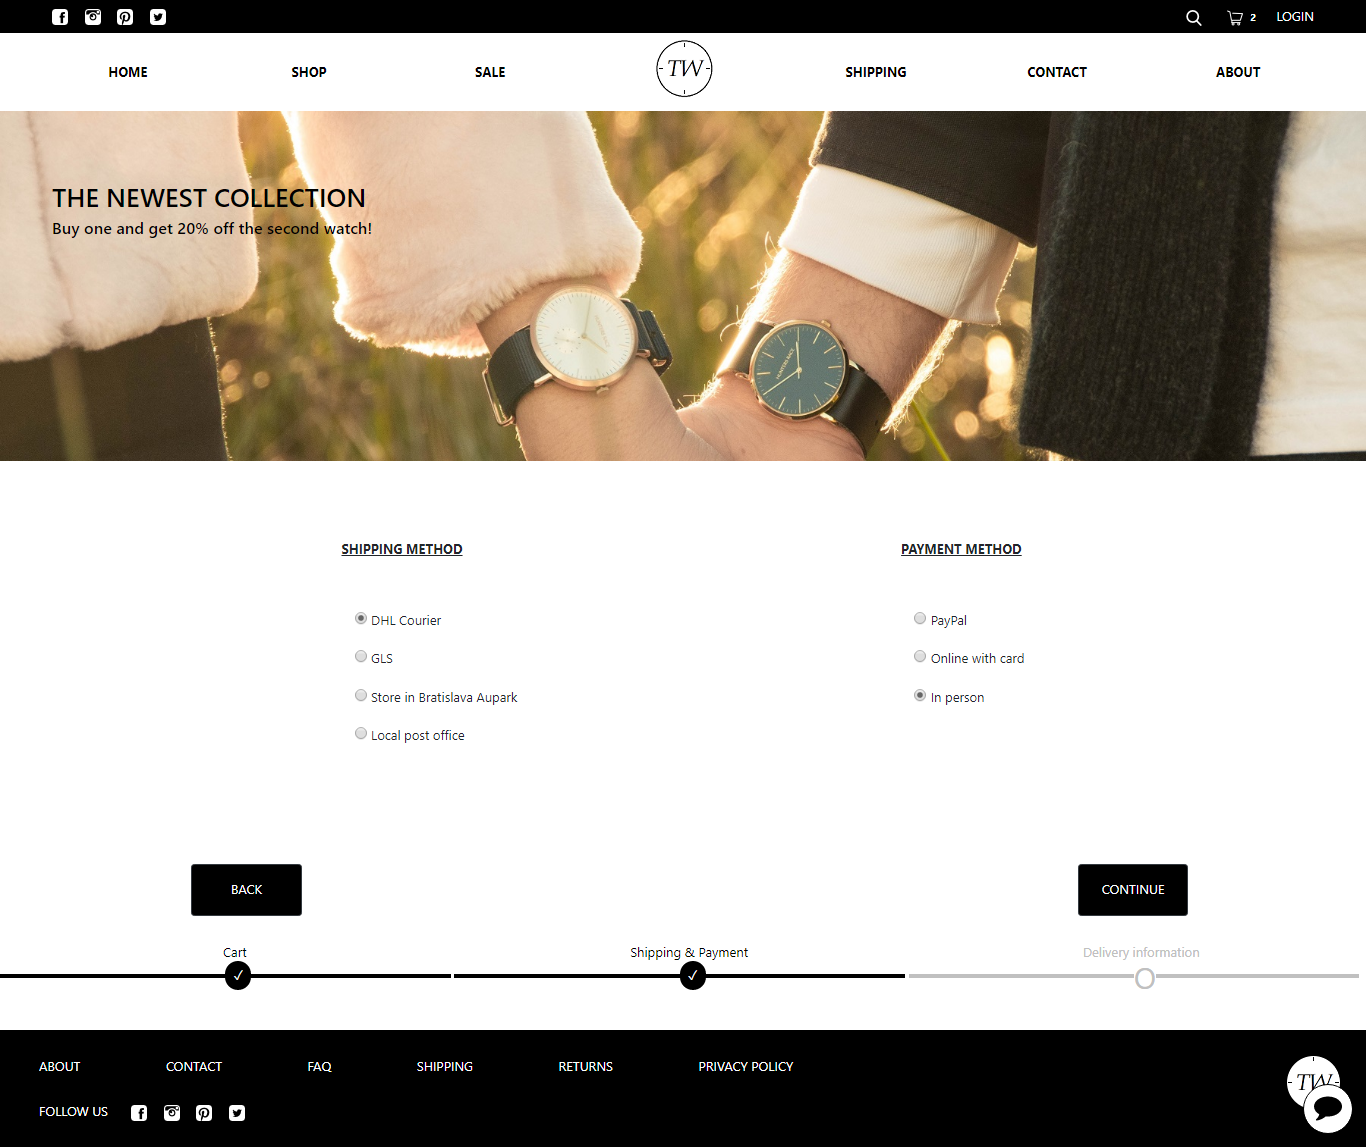 2 LOGIN
HOME SHOP SALE TW SHIPPING CONTACT ABOUT
THE NEWEST COLLECTION
Buy one and get 20% off the second watch!
SHIPPING METHOD
DHL Courier
GLS
Store in Bratislava Aupark
Local post office
PAYMENT METHOD
PayPal
Online with card
In person
BACK CONTINUE
Cart Shipping & Payment Delivery information
ABOUT CONTACT FAQ SHIPPING RETURNS PRIVACY POLICY
TW
FOLLOW US